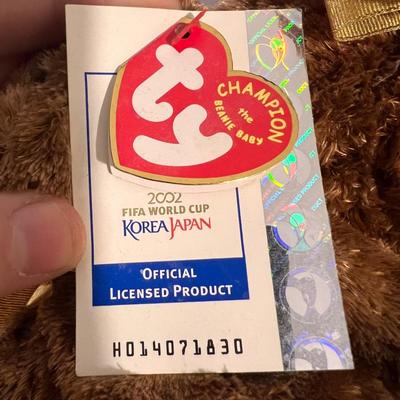 ty
CHAMPION
the
BEANIE BABY
2002
FIFA WORLD CUP
KOREA JAPAN
OFFICIAL
LICENSED PRODUCT
H014071830